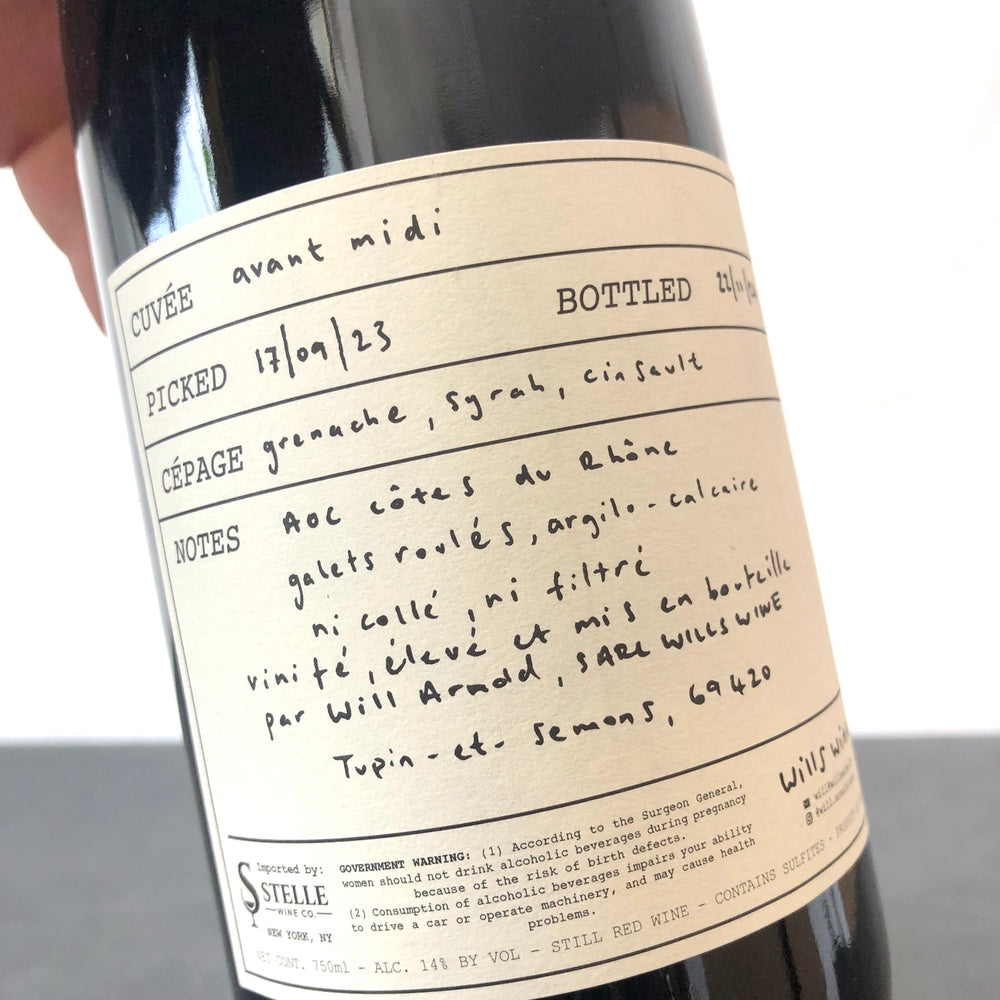 CUVÉE avant midi
PICKED 17/09/23 BOTTLED 22/11/
CÉPAGE grenache, syrah, cinsault
NOTES AOC côtes du Rhône
galets roulés, argilo-calcaire
ni collé, ni filtré
vinifé, élevé et mis en bouteille
par Will Arnold, SARL WILLS WINE
Tupin-et-Semons, 69420
wills wine
Imported by:
STELLE
WINE CO.
NEW YORK, NY
GOVERNMENT WARNING: (1) According to the Surgeon General,
women should not drink alcoholic beverages during pregnancy
because of the risk of birth defects.
(2) Consumption of alcoholic beverages impairs your ability
to drive a car or operate machinery, and may cause health
problems.
NET CONT. 750ml - ALC. 14% BY VOL - STILL RED WINE - CONTAINS SULFITES -